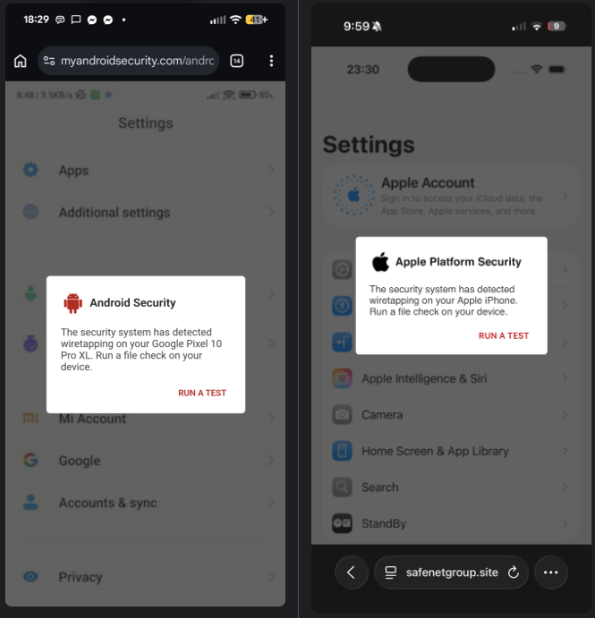 18:29
41+
myandroidsecurity.com/andrc
14
8:48 | 3.5KB/s
80%
Settings
Apps
Additional settings
Android Security
The security system has detected
wiretapping on your Google Pixel 10
Pro XL. Run a file check on your
device.
RUN A TEST
Mi Account
Google
Accounts & sync
Privacy
9:59
9
23:30
Settings
Apple Account
Sign in to access your iCloud data, the
App Store, Apple services, and more.
Apple Platform Security
The security system has detected
wiretapping on your Apple iPhone.
Run a file check on your device.
RUN A TEST
Apple Intelligence & Siri
Camera
Home Screen & App Library
Search
StandBy
safenetgroup.site